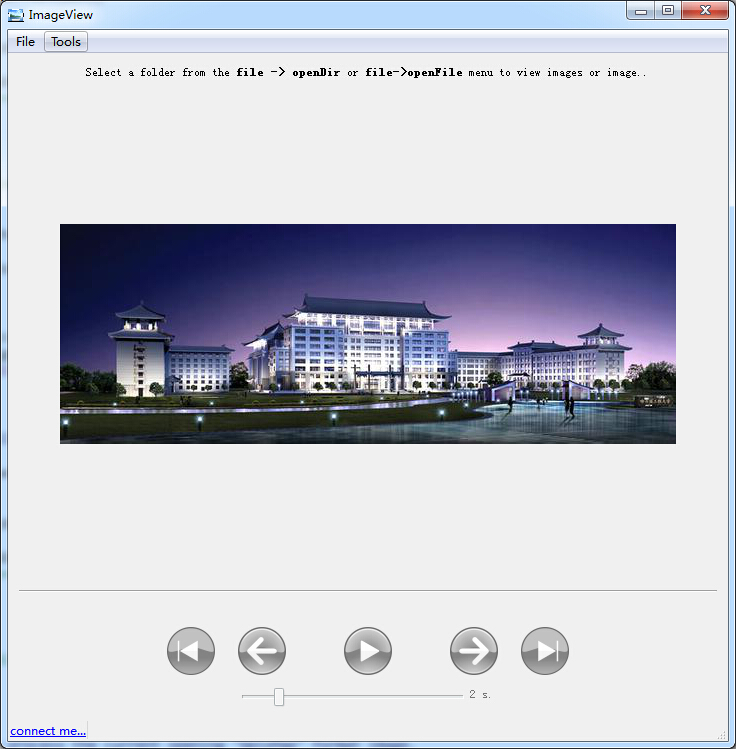 ImageView
File Tools
Select a folder from the file -> openDir or file->openFile menu to view images or image..
2 s.
connect me...